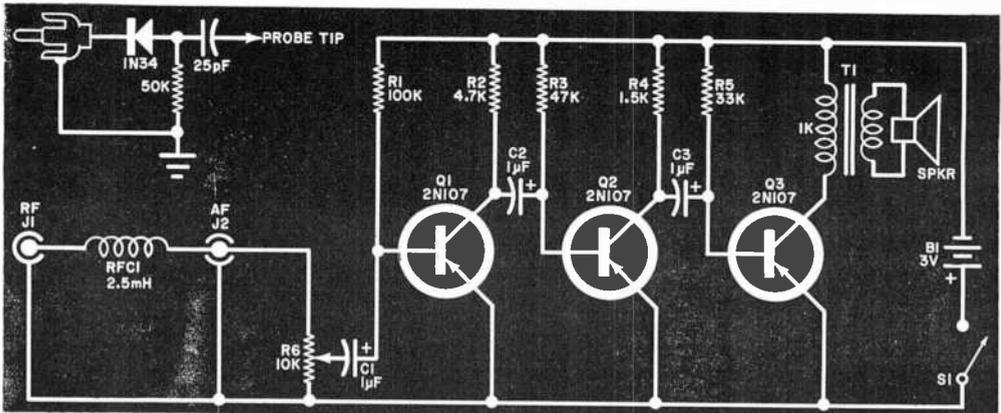 1N34
50K
25pF
PROBE TIP
R1
100K
R2
4.7K
R3
47K
R4
1.5K
R5
33K
T1
1K
SPKR
C2
1µF
+
C3
1µF
+
Q1
2N107
Q2
2N107
Q3
2N107
RF
J1
AF
J2
RFC1
2.5mH
B1
3V
+
R6
10K
+
C1
1µF
S1